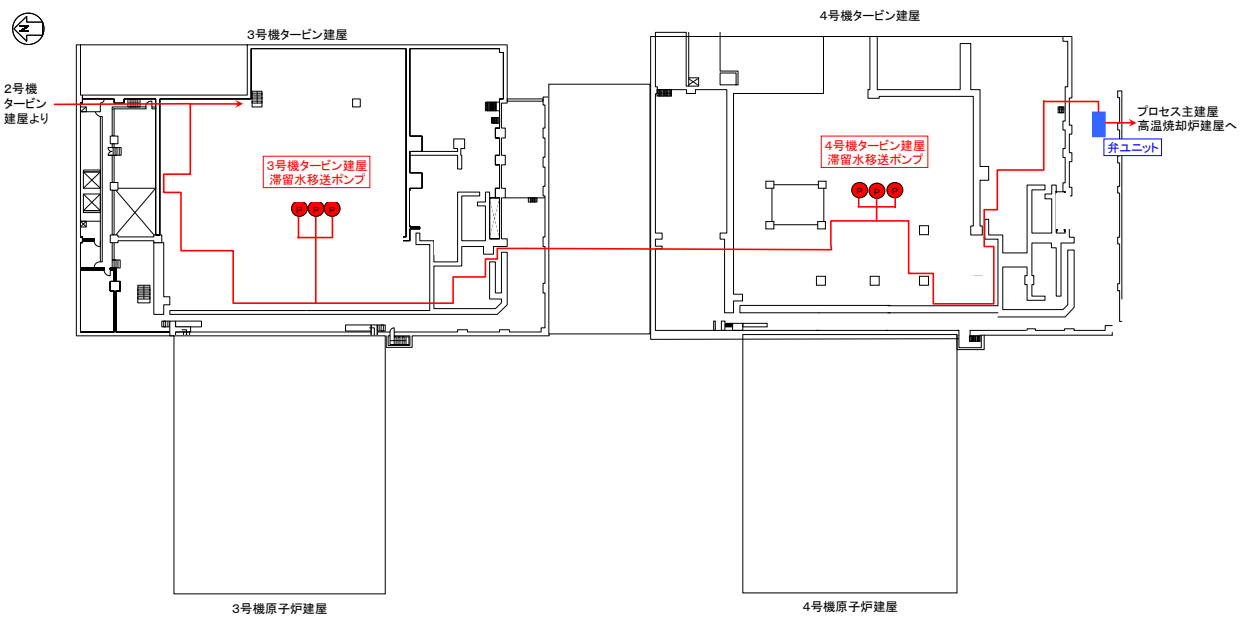 N
3号機タービン建屋
4号機タービン建屋
2号機
タービン
建屋より
プロセス主建屋
高温焼却炉建屋へ
弁ユニット
3号機タービン建屋
滞留水移送ポンプ
4号機タービン建屋
滞留水移送ポンプ
P P P
P P P
3号機原子炉建屋
4号機原子炉建屋